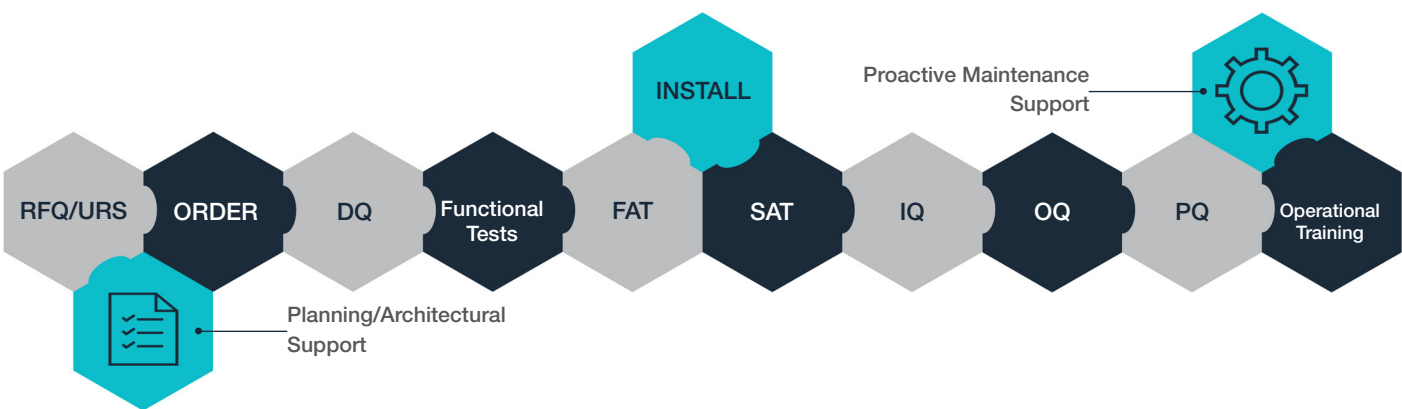 INSTALL
Proactive Maintenance
Support
RFQ/URS
ORDER
DQ
Functional
Tests
FAT
SAT
IQ
OQ
PQ
Operational
Training
Planning/Architectural
Support